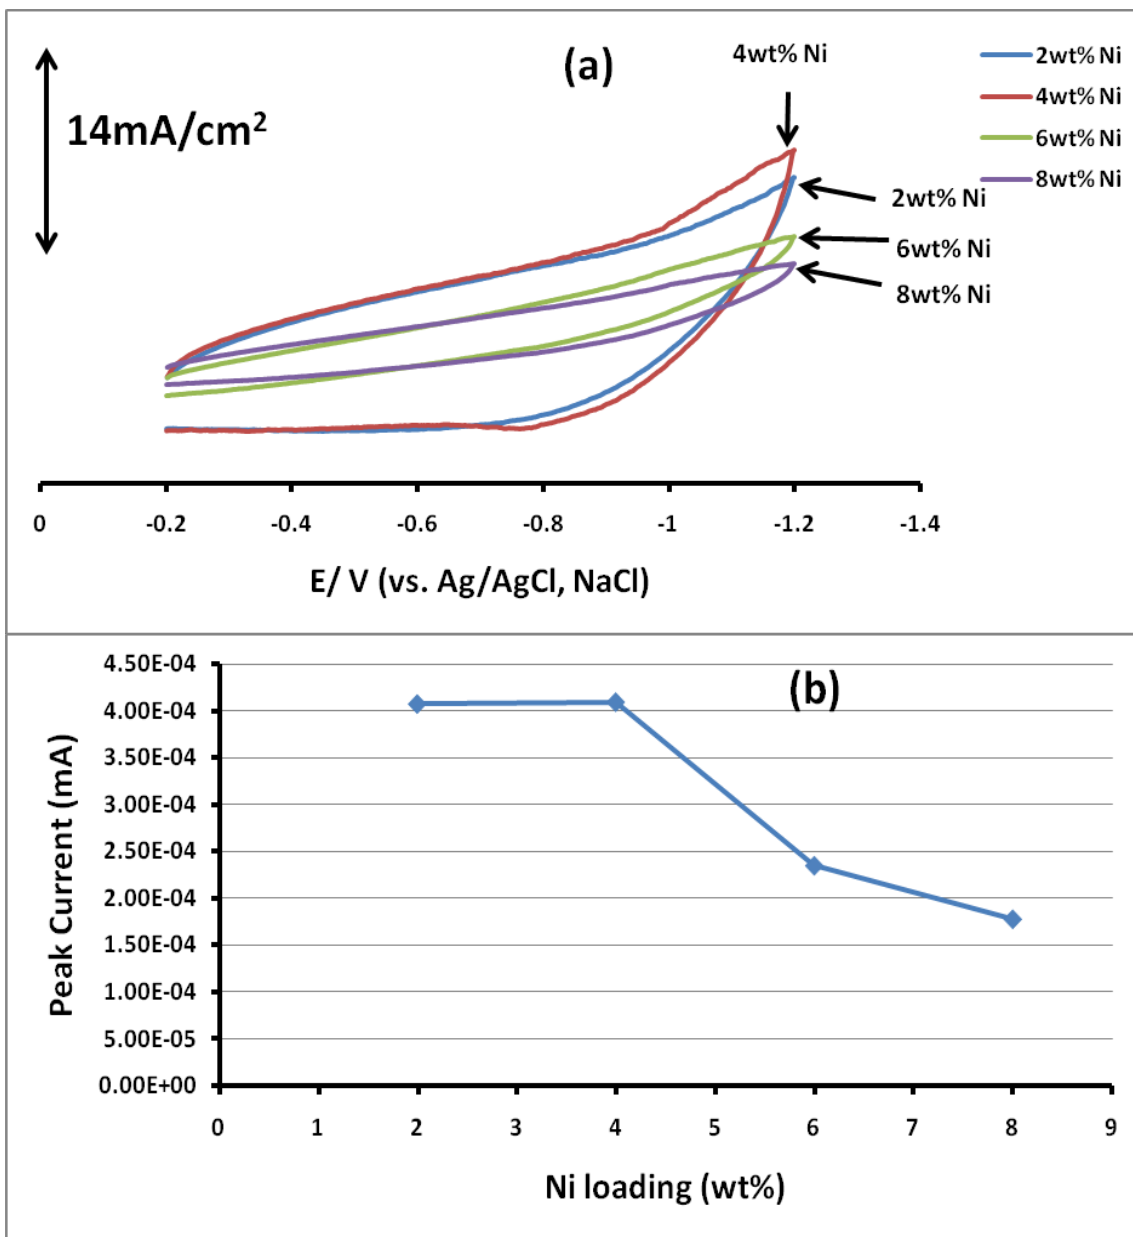 (a)
4wt% Ni
2wt% Ni
4wt% Ni
6wt% Ni
8wt% Ni
14mA/cm²
2wt% Ni
6wt% Ni
8wt% Ni
0 -0.2 -0.4 -0.6 -0.8 -1 -1.2 -1.4
E/ V (vs. Ag/AgCl, NaCl)
(b)
Peak Current (mA)
4.50E-04
4.00E-04
3.50E-04
3.00E-04
2.50E-04
2.00E-04
1.50E-04
1.00E-04
5.00E-05
0.00E+00
0 1 2 3 4 5 6 7 8 9
Ni loading (wt%)